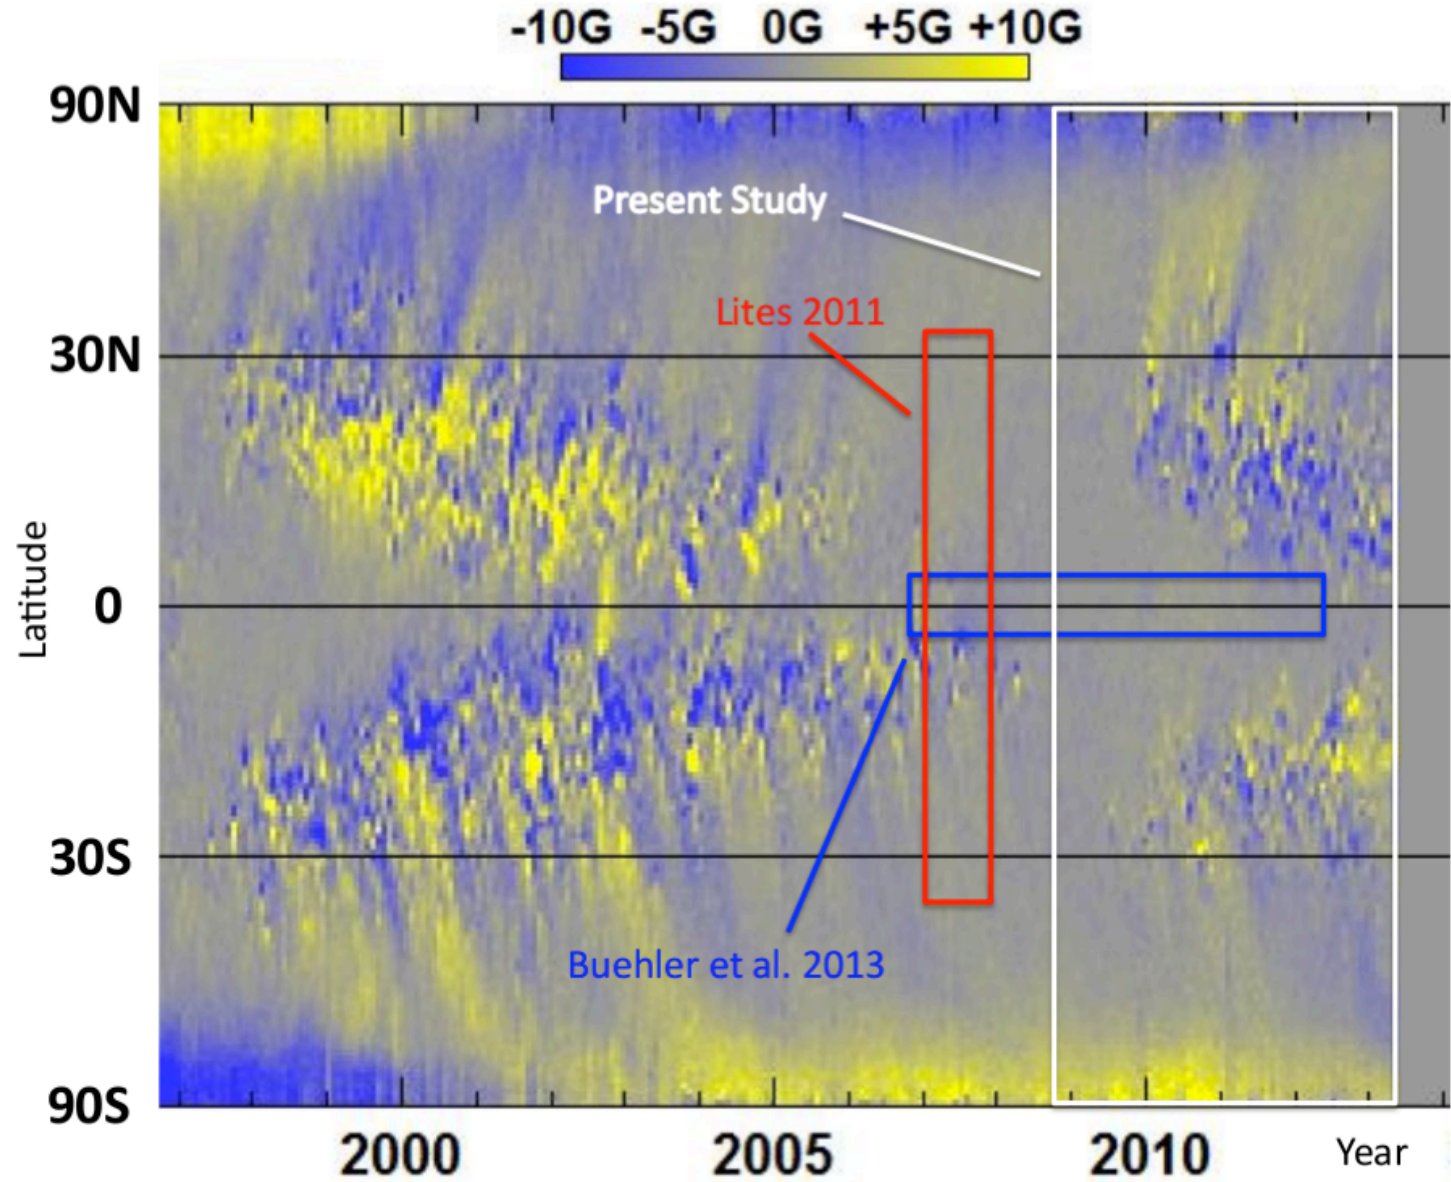 -10G -5G 0G +5G +10G
90N
Present Study
Lites 2011
30N
Latitude
0
30S
Buehler et al. 2013
90S
2000 2005 2010 Year